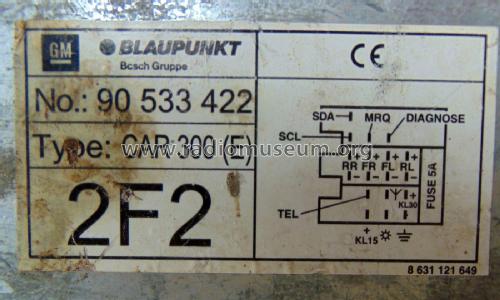 GM BLAUPUNKT
Bosch Gruppe
No.: 90 533 422
Type: CAR 300 (E)
2F2
CE
SDA MRQ DIAGNOSE
SCL
+ + + +
RR FR FL RL
- - - -
FUSE 5A
+
KL30
TEL
+
KL15
8 631 121 649
www.radiomuseum.org